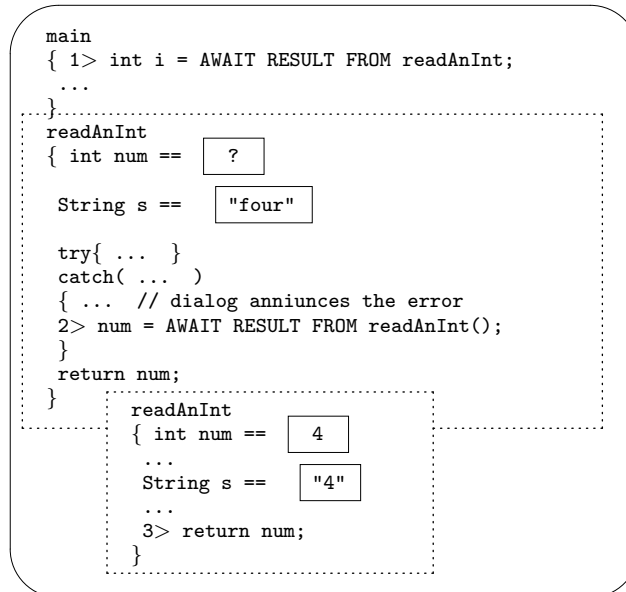 main
{ 1> int i = AWAIT RESULT FROM readAnInt;
...
}
readAnInt
{ int num == ?
String s == "four"
try{ ... }
catch( ... )
{ ... // dialog anniunces the error
2> num = AWAIT RESULT FROM readAnInt();
}
return num;
}
readAnInt
{ int num == 4
...
String s == "4"
...
3> return num;
}